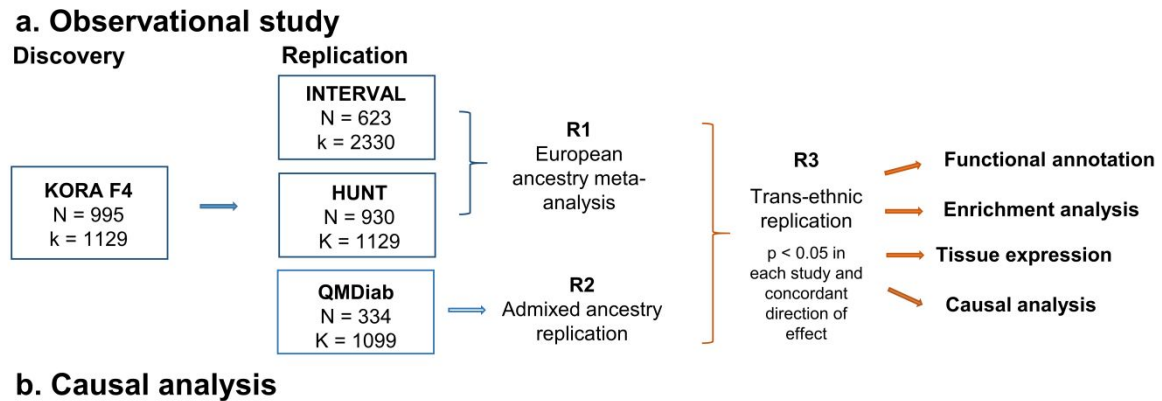 a. Observational study
Discovery
Replication
KORA F4
N = 995
k = 1129
INTERVAL
N = 623
k = 2330
HUNT
N = 930
K = 1129
QMDiab
N = 334
K = 1099
R1
European
ancestry meta-
analysis
R2
Admixed ancestry
replication
R3
Trans-ethnic
replication
p < 0.05 in
each study and
concordant
direction of
effect
Functional annotation
Enrichment analysis
Tissue expression
Causal analysis
b. Causal analysis